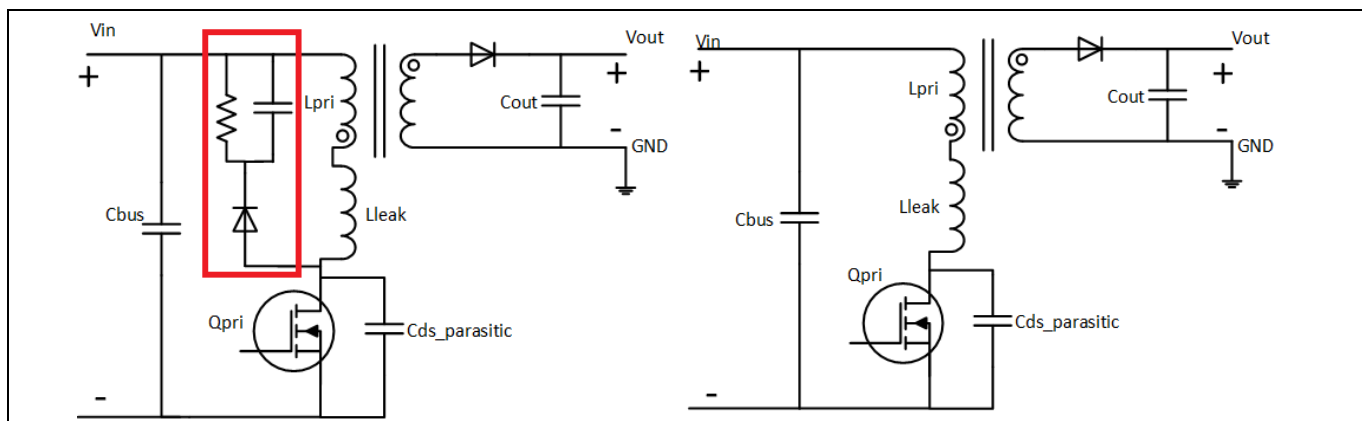 Vin
+
Lpri
Cbus
Lleak
Qpri
Cds_parasitic
-
Vout
+
Cout
-
GND
Vin
+
Lpri
Cbus
Lleak
Qpri
Cds_parasitic
-
Vout
+
Cout
-
GND